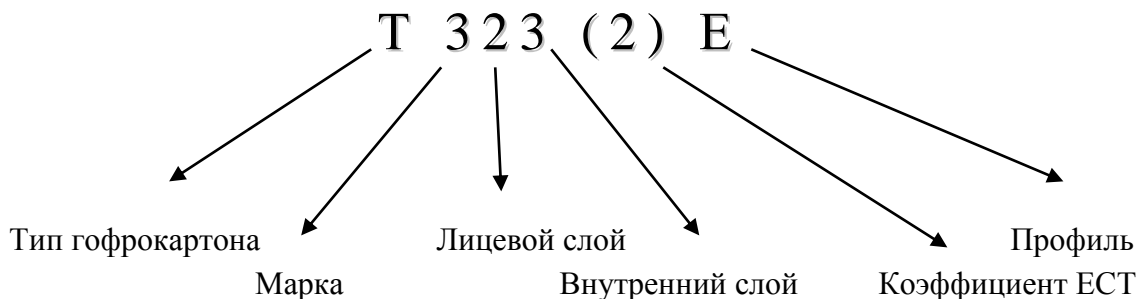 Т 323 (2) Е
Тип гофрокартона Лицевой слой Профиль
Марка Внутренний слой Коэффициент ЕСТ